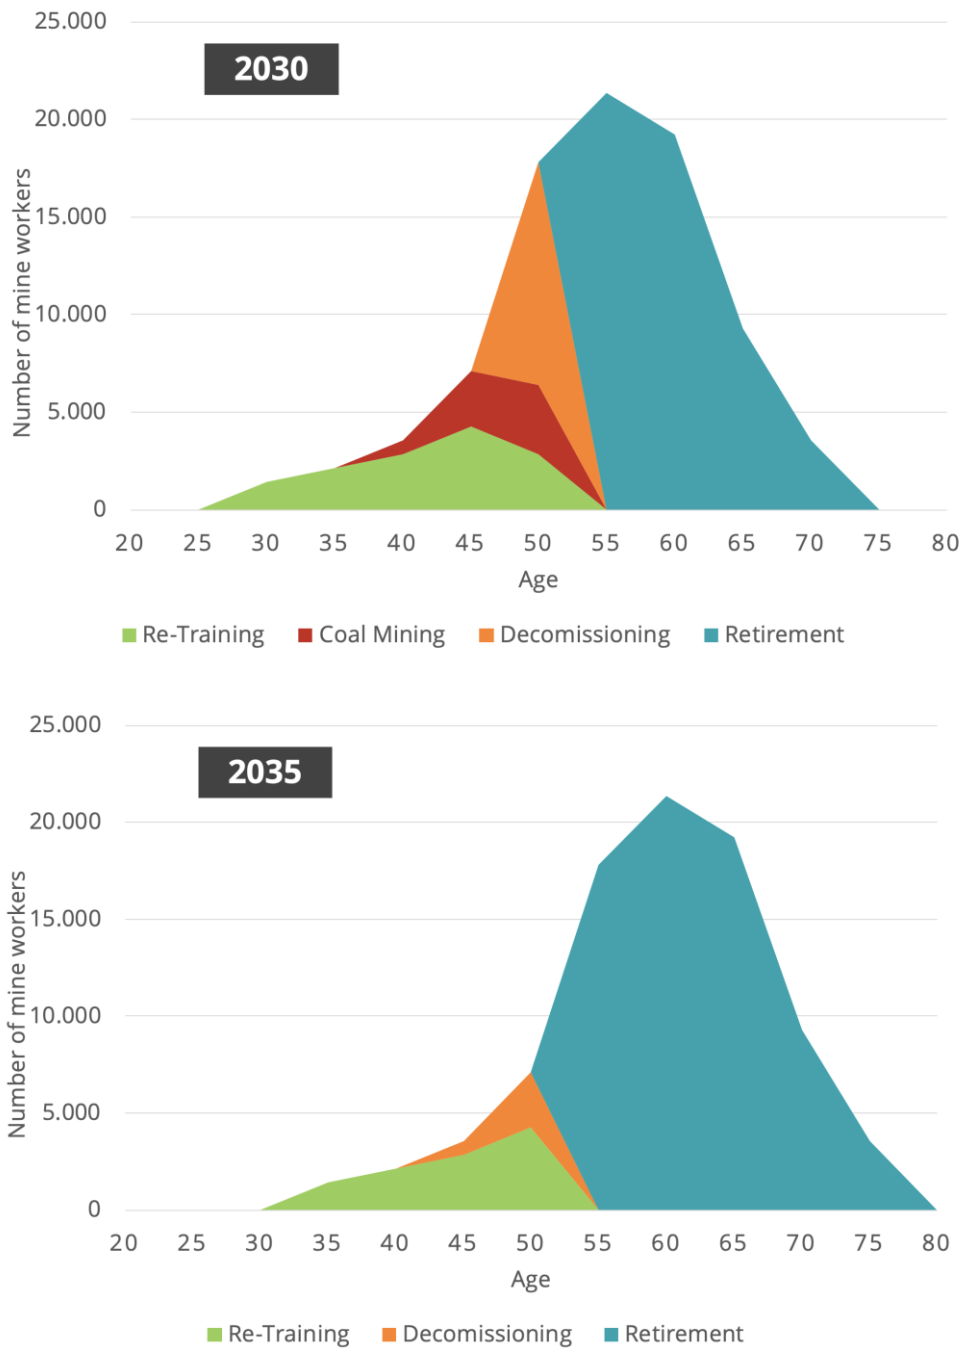 25.000
2030
20.000
15.000
10.000
5.000
0
Number of mine workers
20 25 30 35 40 45 50 55 60 65 70 75 80
Age
Re-Training Coal Mining Decomissioning Retirement
25.000
2035
20.000
15.000
10.000
5.000
0
Number of mine workers
20 25 30 35 40 45 50 55 60 65 70 75 80
Age
Re-Training Decomissioning Retirement